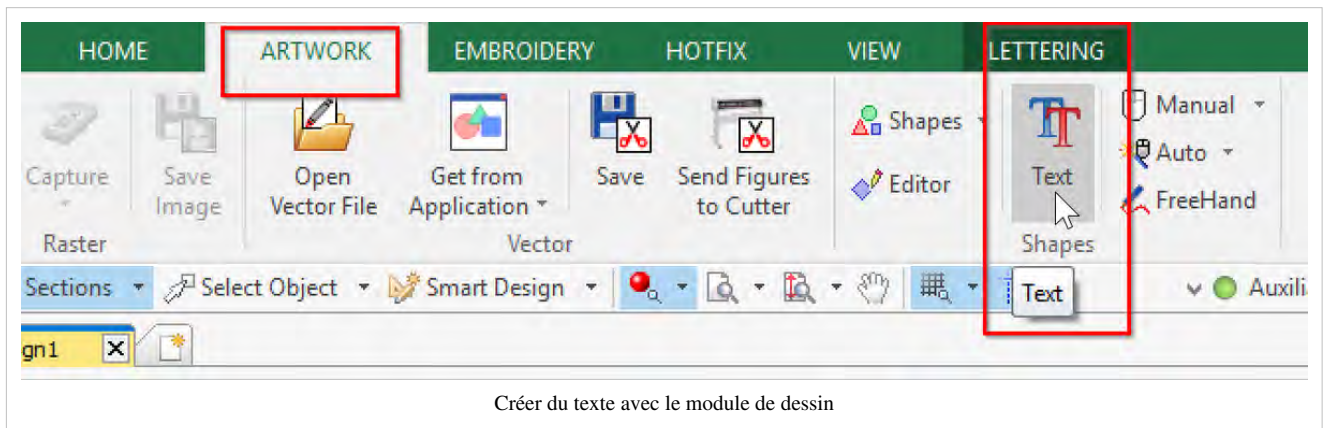 HOME ARTWORK EMBROIDERY HOTFIX VIEW LETTERING
Capture Save Image Open Vector File Get from Application Save Send Figures to Cutter Shapes Editor Text Manual Auto FreeHand
Raster Vector Shapes
Sections Select Object Smart Design Text Auxili
gn1
Créer du texte avec le module de dessin